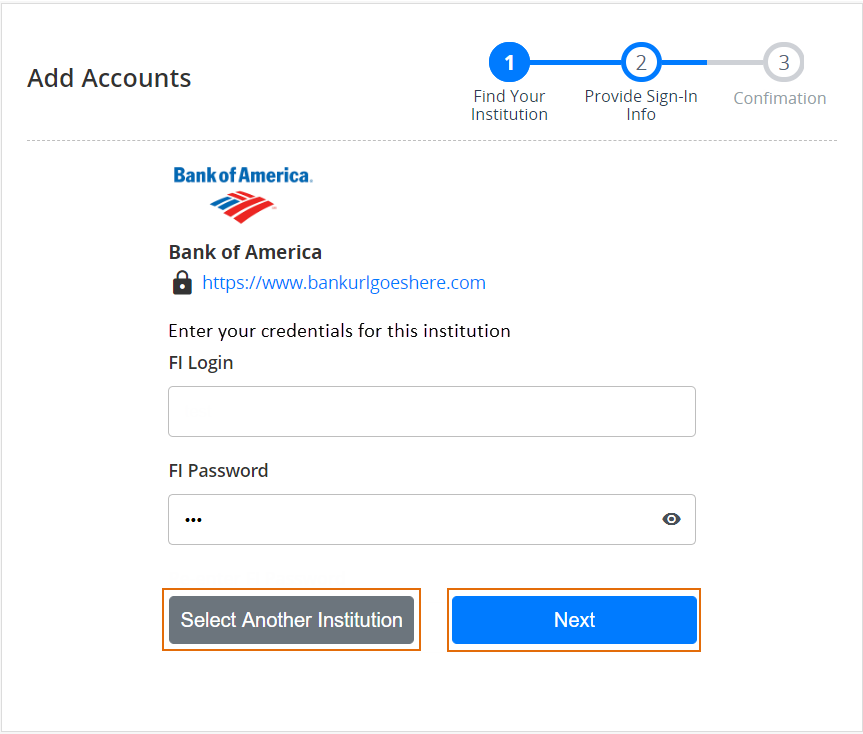 Add Accounts
1
2
3
Find Your
Institution
Provide Sign-In
Info
Confimation
Bank of America
Bank of America
https://www.bankurlgoeshere.com
Enter your credentials for this institution
FI Login
FI Password
•••
Select Another Institution
Next